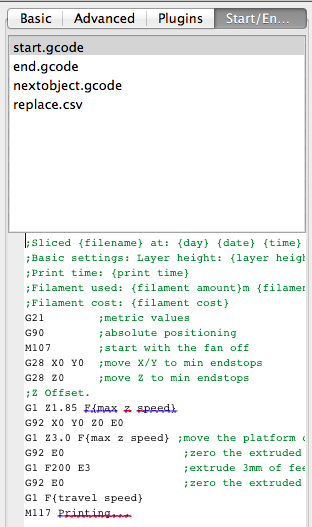 Basic Advanced Plugins Start/En...
start.gcode
end.gcode
nextobject.gcode
replace.csv
;Sliced {filename} at: {day} {date} {time}
;Basic settings: Layer height: {layer heigh
;Print time: {print time}
;Filament used: {filament amount}m {filamen
;Filament cost: {filament cost}
G21 ;metric values
G90 ;absolute positioning
M107 ;start with the fan off
G28 X0 Y0 ;move X/Y to min endstops
G28 Z0 ;move Z to min endstops
;Z Offset.
G1 Z1.85 F{max z speed}
G92 X0 Y0 Z0 E0
G1 Z3.0 F{max z speed} ;move the platform d
G92 E0 ;zero the extruded
G1 F200 E3 ;extrude 3mm of fee
G92 E0 ;zero the extruded
G1 F{travel speed}
M117 Printing...